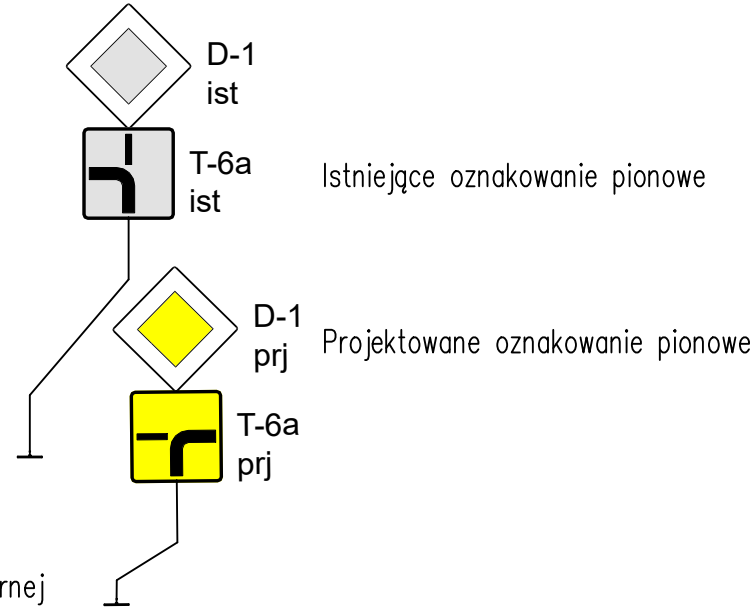 D-1
ist
T-6a
ist
Istniejące oznakowanie pionowe
D-1
prj
Projektowane oznakowanie pionowe
T-6a
prj
rnej